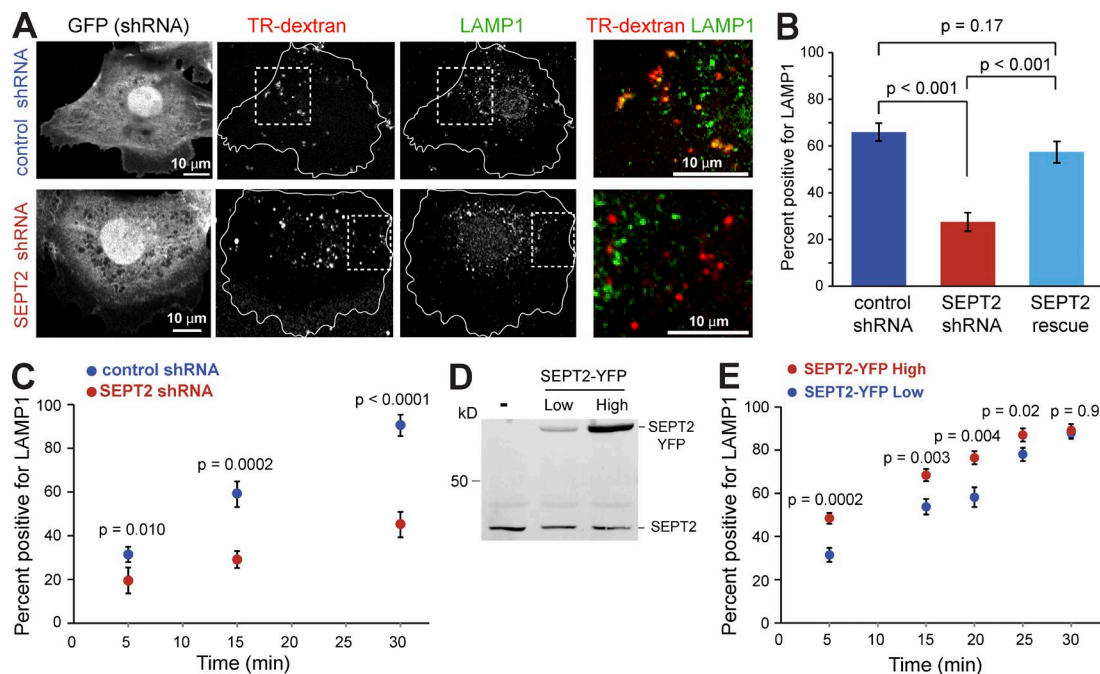 A
GFP (shRNA)
TR-dextran
LAMP1
TR-dextran LAMP1
control shRNA
10 µm
10 µm
SEPT2 shRNA
10 µm
10 µm
B
p = 0.17
p < 0.001
p < 0.001
Percent positive for LAMP1
100
80
60
40
20
0
control
shRNA
SEPT2
shRNA
SEPT2
rescue
C
control shRNA
SEPT2 shRNA
Percent positive for LAMP1
100
80
60
40
20
0
p = 0.010
p = 0.0002
p < 0.0001
0 5 10 15 20 25 30
Time (min)
D
SEPT2-YFP
kD
-
Low
High
SEPT2
YFP
50
SEPT2
E
SEPT2-YFP High
SEPT2-YFP Low
Percent positive for LAMP1
100
80
60
40
20
0
p = 0.0002
p = 0.003
p = 0.004
p = 0.02
p = 0.9
0 5 10 15 20 25 30
Time (min)